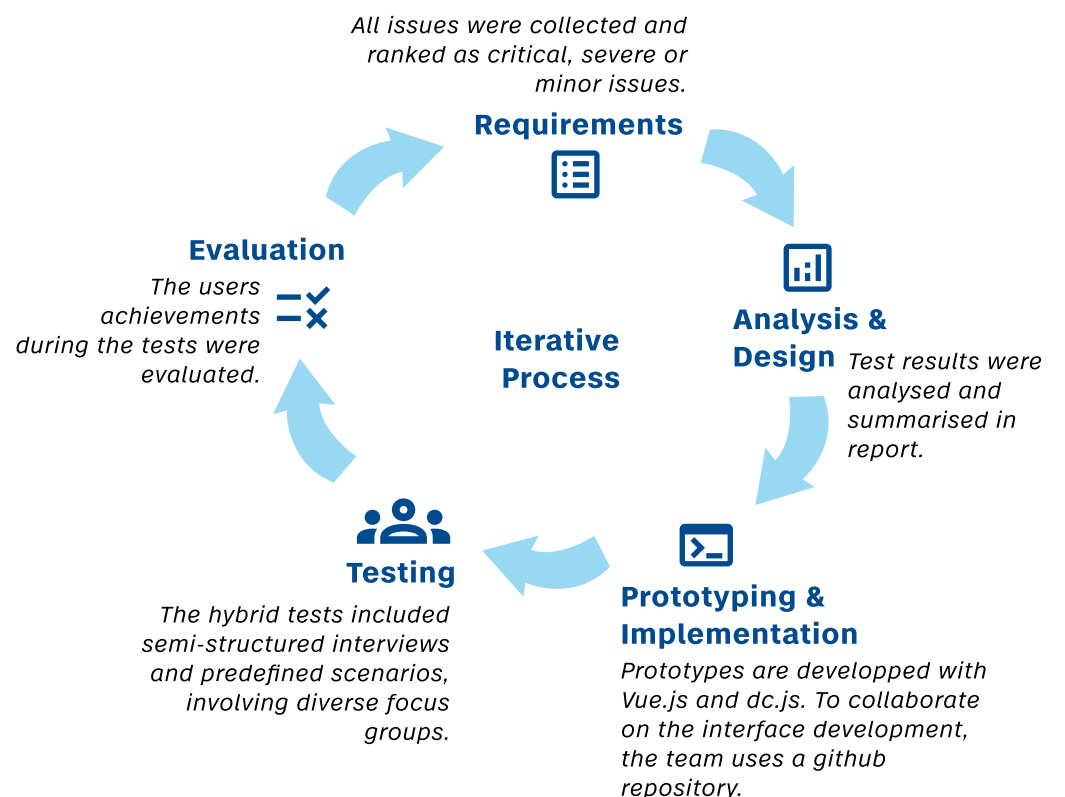 All issues were collected and
ranked as critical, severe or
minor issues.
Requirements
Analysis &
Design
Test results were
analysed and
summarised in
report.
Prototyping &
Implementation
Prototypes are developped with
Vue.js and dc.js. To collaborate
on the interface development,
the team uses a github
repository.
Testing
The hybrid tests included
semi-structured interviews
and predefined scenarios,
involving diverse focus
groups.
Evaluation
The users
achievements
during the tests were
evaluated.
Iterative
Process